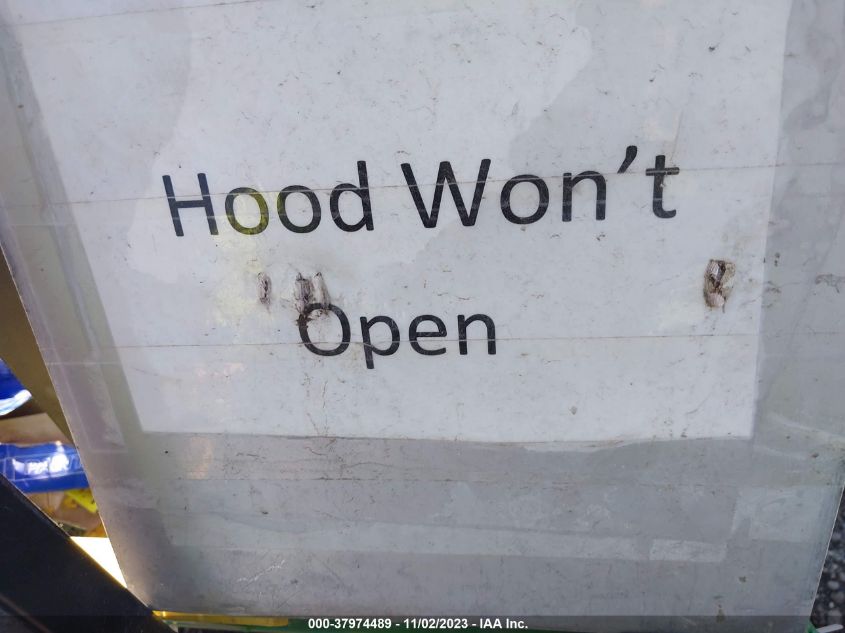 Hood Won't
Open
000-37974489 - 11/02/2023 - IAA Inc.